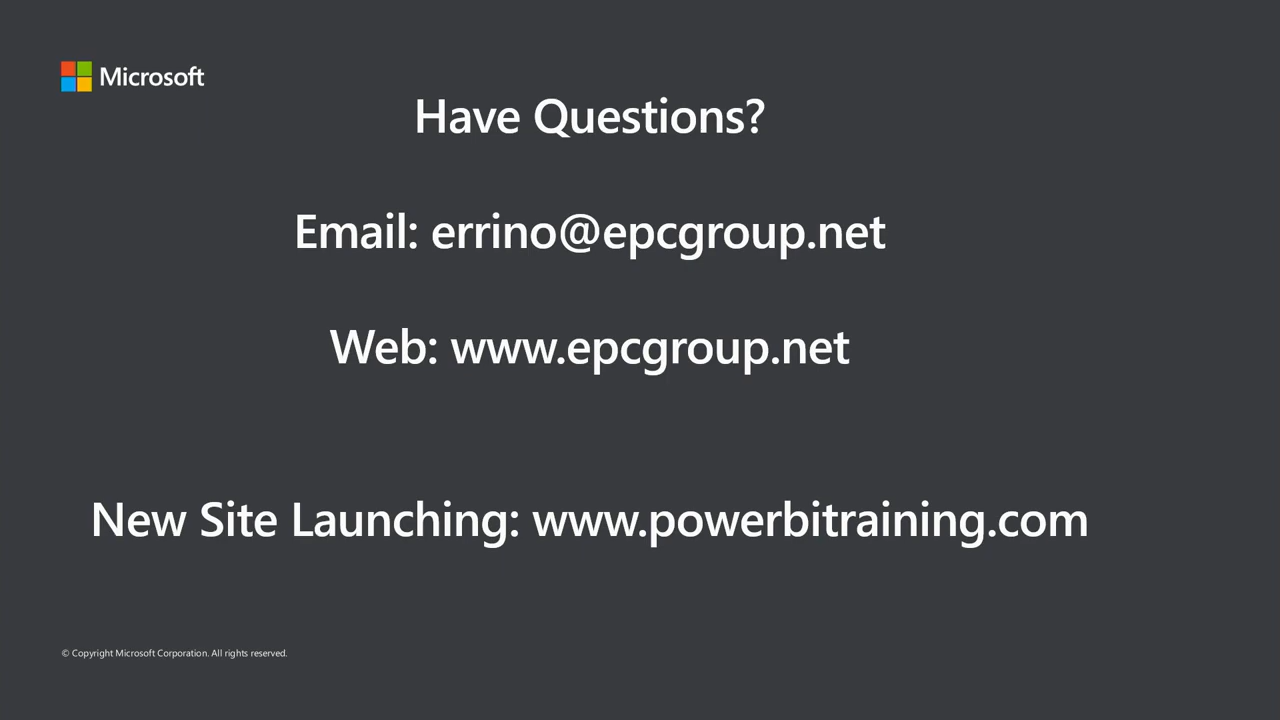 Microsoft
Have Questions?
Email: errino@epcgroup.net
Web: www.epcgroup.net
New Site Launching: www.powerbitraining.com
© Copyright Microsoft Corporation. All rights reserved.